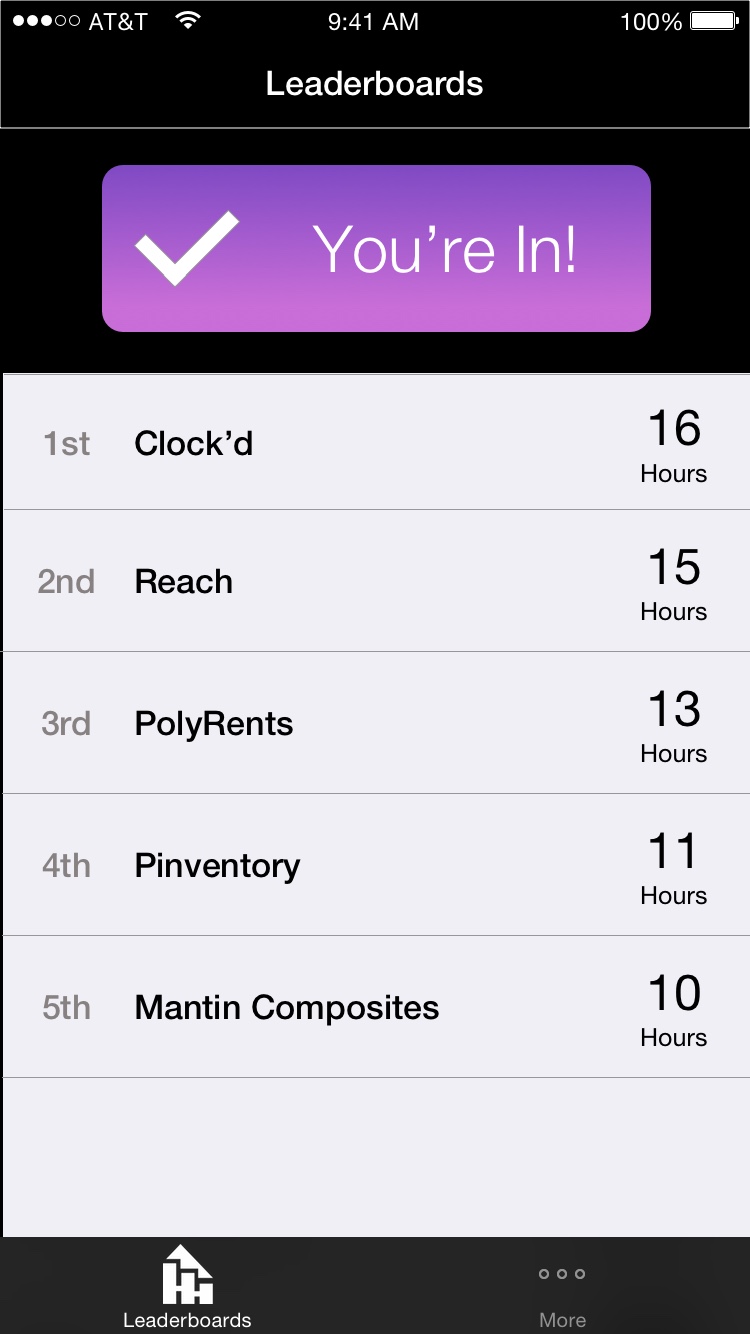 AT&T 9:41 AM 100%
Leaderboards
You’re In!
1st Clock’d 16
Hours
2nd Reach 15
Hours
3rd PolyRents 13
Hours
4th Pinventory 11
Hours
5th Mantin Composites 10
Hours
Leaderboards More